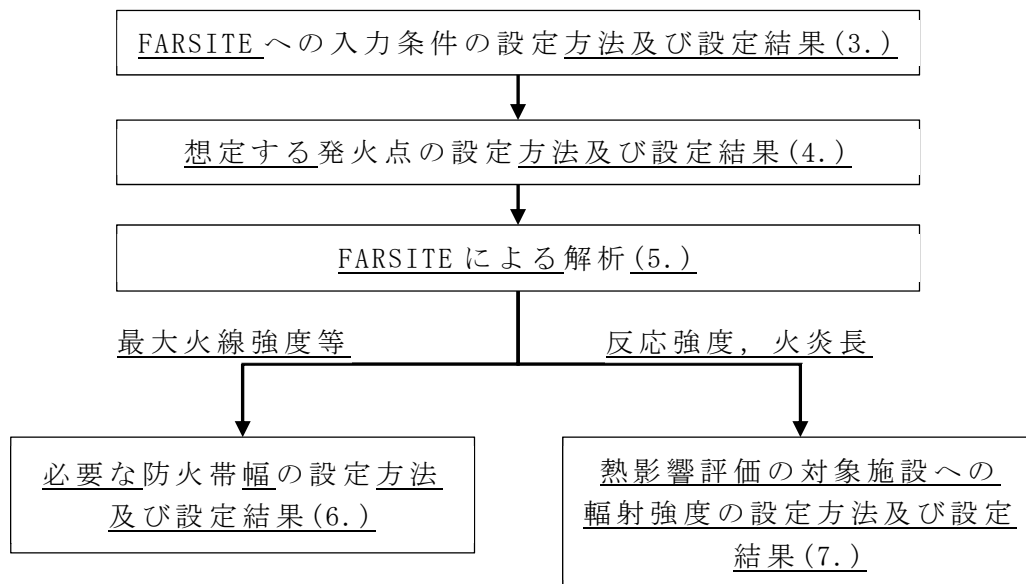 FARSITEへの入力条件の設定方法及び設定結果(3.)
想定する発火点の設定方法及び設定結果(4.)
FARSITEによる解析(5.)
最大火線強度等
反応強度, 火炎長
必要な防火帯幅の設定方法
及び設定結果(6.)
熱影響評価の対象施設への
輻射強度の設定方法及び設定
結果(7.)